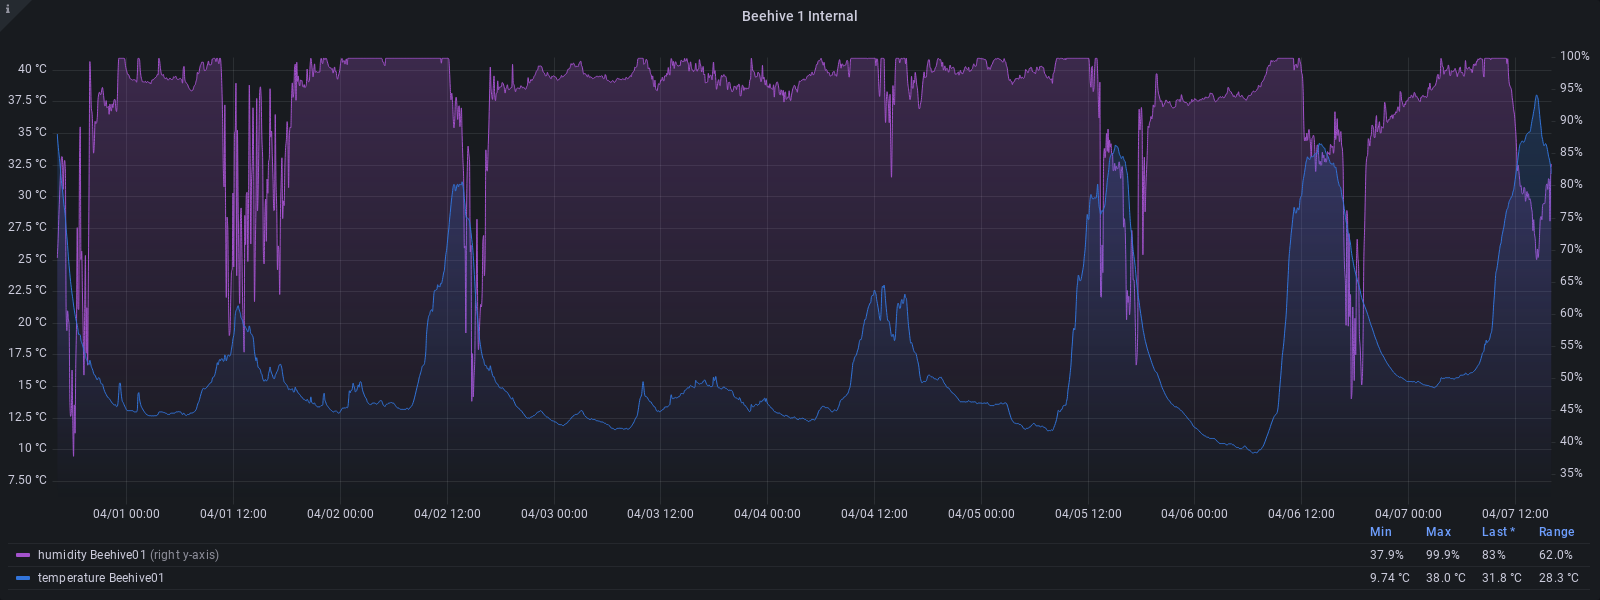 i
Beehive 1 Internal
40 °C
37.5 °C
35 °C
32.5 °C
30 °C
27.5 °C
25 °C
22.5 °C
20 °C
17.5 °C
15 °C
12.5 °C
10 °C
7.50 °C
100%
95%
90%
85%
80%
75%
70%
65%
60%
55%
50%
45%
40%
35%
04/01 00:00 04/01 12:00 04/02 00:00 04/02 12:00 04/03 00:00 04/03 12:00 04/04 00:00 04/04 12:00 04/05 00:00 04/05 12:00 04/06 00:00 04/06 12:00 04/07 00:00 04/07 12:00
Min Max Last * Range
humidity Beehive01 (right y-axis) 37.9% 99.9% 83% 62.0%
temperature Beehive01 9.74 °C 38.0 °C 31.8 °C 28.3 °C